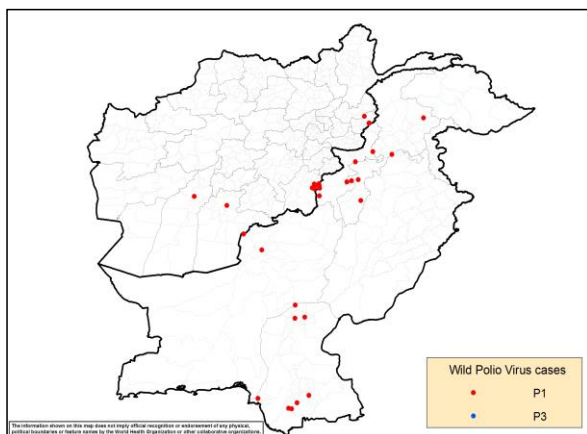 Wild Polio Virus cases
P1
P3
The information shown on this map does not imply official recognition or endorsement of any physical,
political boundaries or feature names by the World Health Organization or other collaborative organizations.